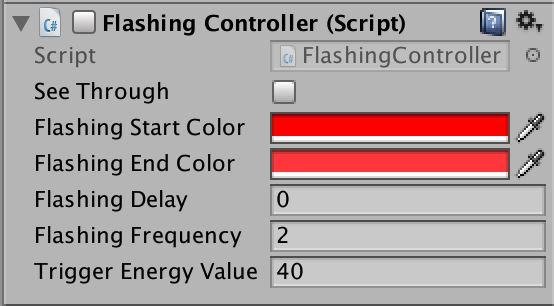 Flashing Controller (Script)
Script FlashingController
See Through
Flashing Start Color
Flashing End Color
Flashing Delay 0
Flashing Frequency 2
Trigger Energy Value 40